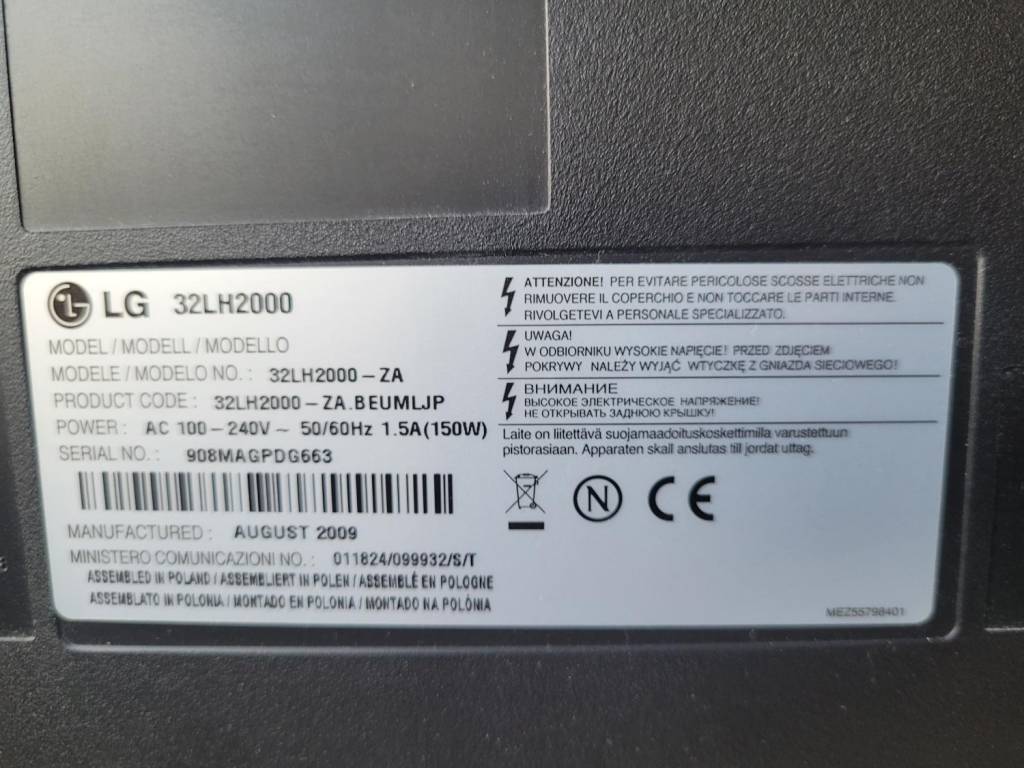 LG 32LH2000
MODEL / MODELL / MODELLO
MODELE / MODELO NO. : 32LH2000-ZA
PRODUCT CODE : 32LH2000-ZA.BEUMLJP
POWER : AC 100-240V ~ 50/60Hz 1.5A(150W)
SERIAL NO. : 908MAGPDG663
MANUFACTURED : AUGUST 2009
MINISTERO COMUNICAZIONI NO. : 011824/099932/S/T
ASSEMBLED IN POLAND / ASSEMBLIERT IN POLEN / ASSEMBLÉ EN POLOGNE
ASSEMBLATO IN POLONIA / MONTADO EN POLONIA / MONTADO NA POLÓNIA
ATTENZIONE! PER EVITARE PERICOLOSE SCOSSE ELETTRICHE NON
RIMUOVERE IL COPERCHIO E NON TOCCARE LE PARTI INTERNE.
RIVOLGETEVI A PERSONALE SPECIALIZZATO.
UWAGA!
W ODBIORNIKU WYSOKIE NAPIĘCIE! PRZED ZDJĘCIEM
POKRYWY NALEŻY WYJĄĆ WTYCZKĘ Z GNIAZDA SIECIOWEGO!
ВНИМАНИЕ
ВЫСОКОЕ ЭЛЕКТРИЧЕСКОЕ НАПРЯЖЕНИЕ!
НЕ ОТКРЫВАТЬ ЗАДНЮЮ КРЫШКУ!
Laite on liitettävä suojamaadoituskoskettimilla varustettuun
pistorasiaan. Apparaten skall anslutas till jordat uttag.
N CE
MEZ55798401